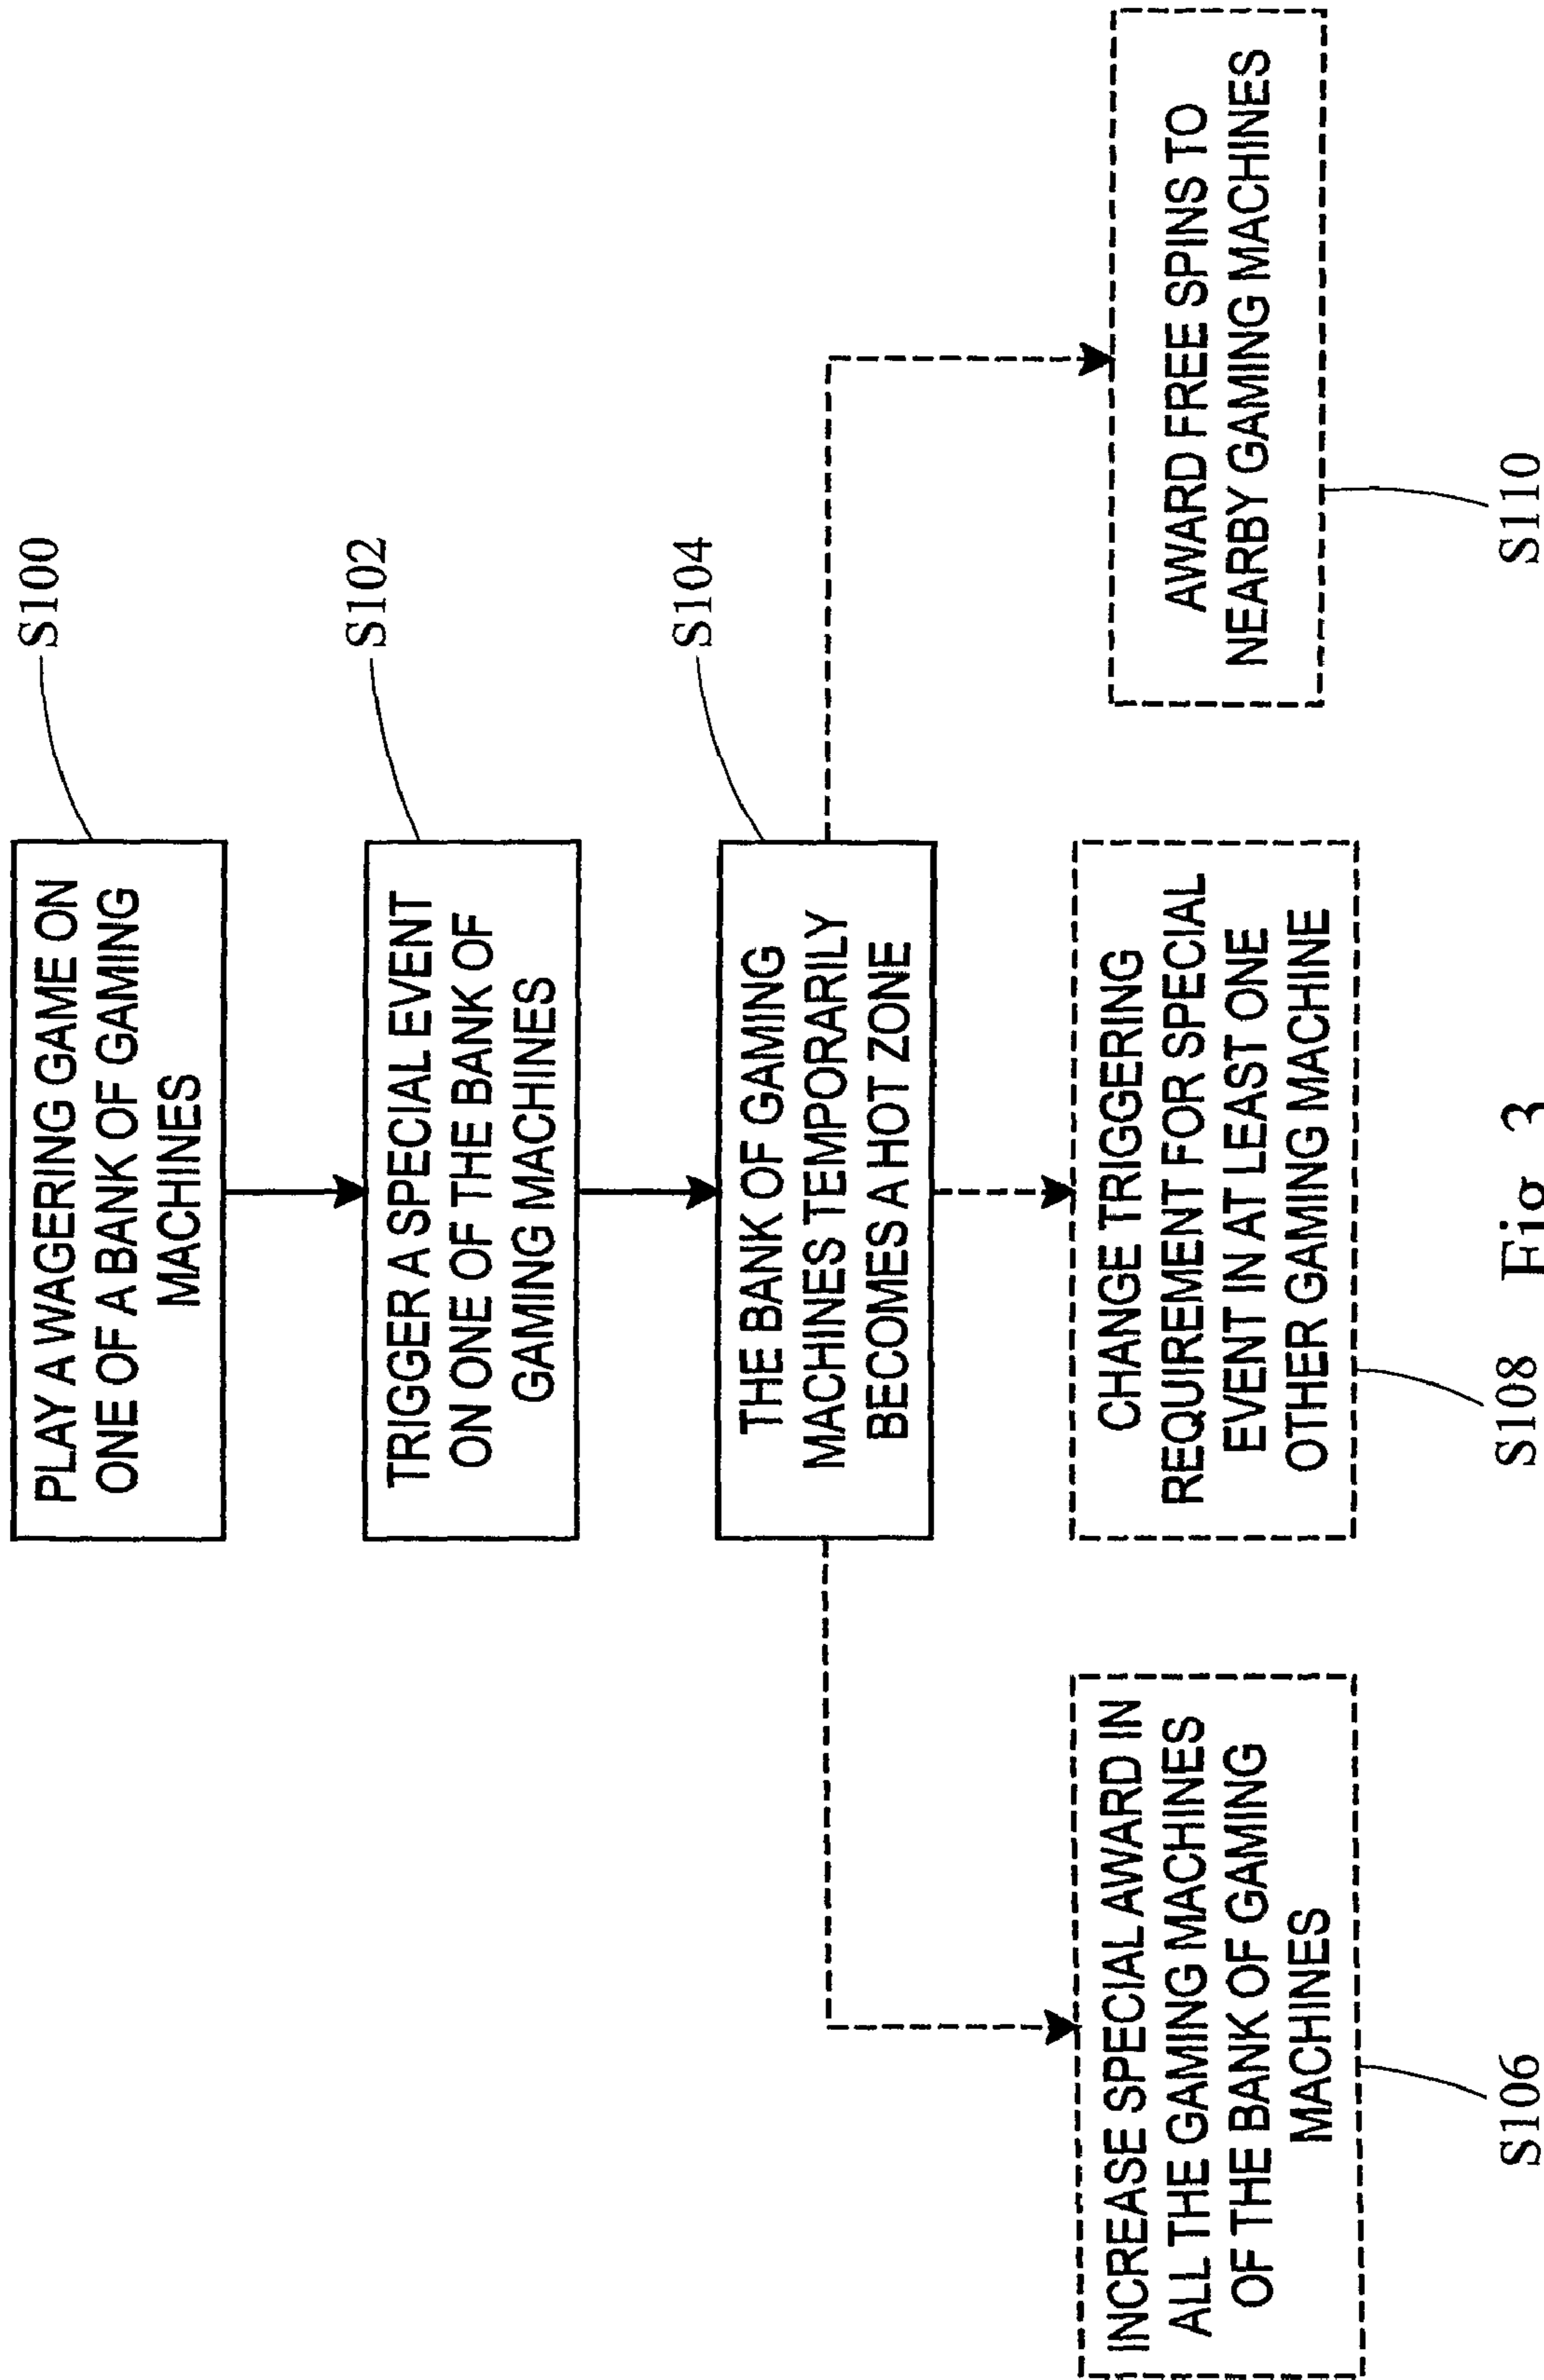 PLAY A WAGERING GAME ON
ONE OF A BANK OF GAMING
MACHINES
S100
TRIGGER A SPECIAL EVENT
ON ONE OF THE BANK OF
GAMING MACHINES
S102
THE BANK OF GAMING
MACHINES TEMPORARILY
BECOMES A HOT ZONE
S104
INCREASE SPECIAL AWARD IN
ALL THE GAMING MACHINES
OF THE BANK OF GAMING
MACHINES
S106
CHANGE TRIGGERING
REQUIREMENT FOR SPECIAL
EVENT IN AT LEAST ONE
OTHER GAMING MACHINE
S108
AWARD FREE SPINS TO
NEARBY GAMING MACHINES
S110
Fig. 3